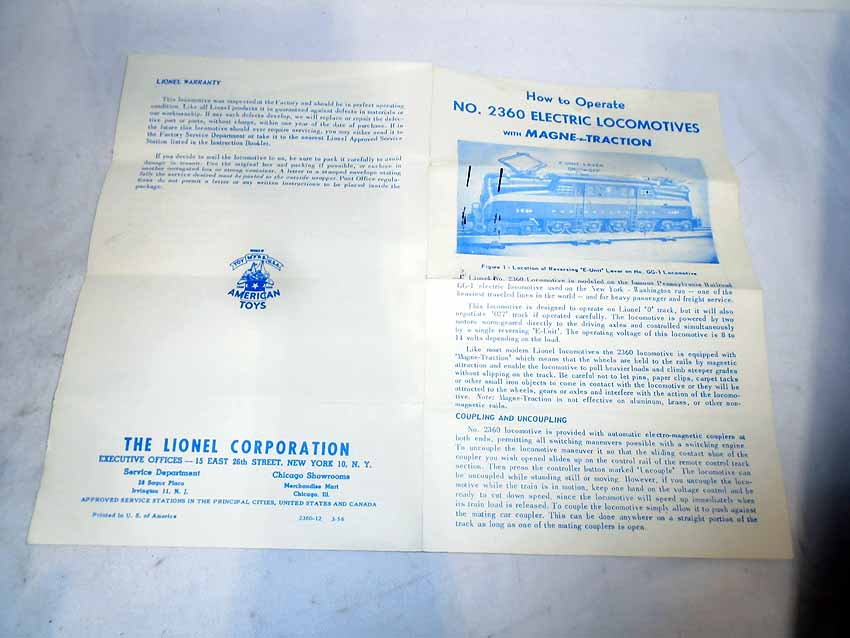 LIONEL WARRANTY
This locomotive was inspected at the Factory and should be in perfect operating
condition. Like all Lionel products it is guaranteed against defects in materials or
our workmanship. If any such defects develop, we will replace or repair the defec-
tive part or parts, without charge, within one year of the date of purchase. If in
the future this locomotive should ever require servicing, you may either send it to
the Factory Service Department or take it to the nearest Lionel Approved Service
Station listed in the Instruction Booklet.
If you decide to mail the locomotive to us, be sure to pack it carefully to avoid
damage in transit. Use the original box and packing if possible, or enclose in
another corrugated box or strong container. A letter in a stamped envelope stating
fully the service desired must be pasted to the outside wrapper. Post Office regula-
tions do not permit a letter or any written instructions to be placed inside the
package.
TOY MFRS U.S.A.
AMERICAN
TOYS
THE LIONEL CORPORATION
EXECUTIVE OFFICES — 15 EAST 26th STREET, NEW YORK 10, N. Y.
Service Department
28 Sager Place
Irvington 11, N. J.
Chicago Showrooms
Merchandise Mart
Chicago, Ill.
APPROVED SERVICE STATIONS IN THE PRINCIPAL CITIES, UNITED STATES AND CANADA
Printed in U. S. of America
2360-12 3-56
How to Operate
NO. 2360 ELECTRIC LOCOMOTIVES
WITH MAGNE-TRACTION
E-UNIT LEVER
Figure 1 - Location of Reversing "E-Unit" Lever on No. GG-1 Locomotive
Lionel No. 2360 Locomotive is modeled on the famous Pennsylvania Railroad
GG-1 electric locomotive used on the New York - Washington run — one of the
heaviest traveled lines in the world — and for heavy passenger and freight service.
This locomotive is designed to operate on Lionel 'O' track, but it will also
negotiate '027' track if operated carefully. The locomotive is powered by two
motors worm-geared directly to the driving axles and controlled simultaneously
by a single reversing "E-Unit". The operating voltage of this locomotive is 8 to
14 volts depending on the load.
Like most modern Lionel locomotives the 2360 locomotive is equipped with
"Magne-Traction" which means that the wheels are held to the rails by magnetic
attraction and enable the locomotive to pull heavier loads and climb steeper grades
without slipping on the track. Be careful not to let pins, paper clips, carpet tacks
or other small iron objects to come in contact with the locomotive or they will be
attracted to the wheels, gears or axles and interfere with the action of the locomo-
tive. Note: Magne-Traction is not effective on aluminum, brass, or other non-
magnetic rails.
COUPLING AND UNCOUPLING
No. 2360 locomotive is provided with automatic electro-magnetic couplers at
both ends, permitting all switching maneuvers possible with a switching engine.
To uncouple the locomotive maneuver it so that the sliding contact shoe of the
coupler you wish opened slides up on the control rail of the remote control track
section. Then press the controller button marked "Uncouple" The locomotive can
be uncoupled while standing still or moving. However, if you uncouple the loco-
motive while the train is in motion, keep one hand on the voltage control and be
ready to cut down speed, since the locomotive will speed up immediately when
its train load is released. To couple the locomotive simply allow it to push against
the mating car coupler. This can be done anywhere on a straight portion of the
track as long as one of the mating couplers is open.